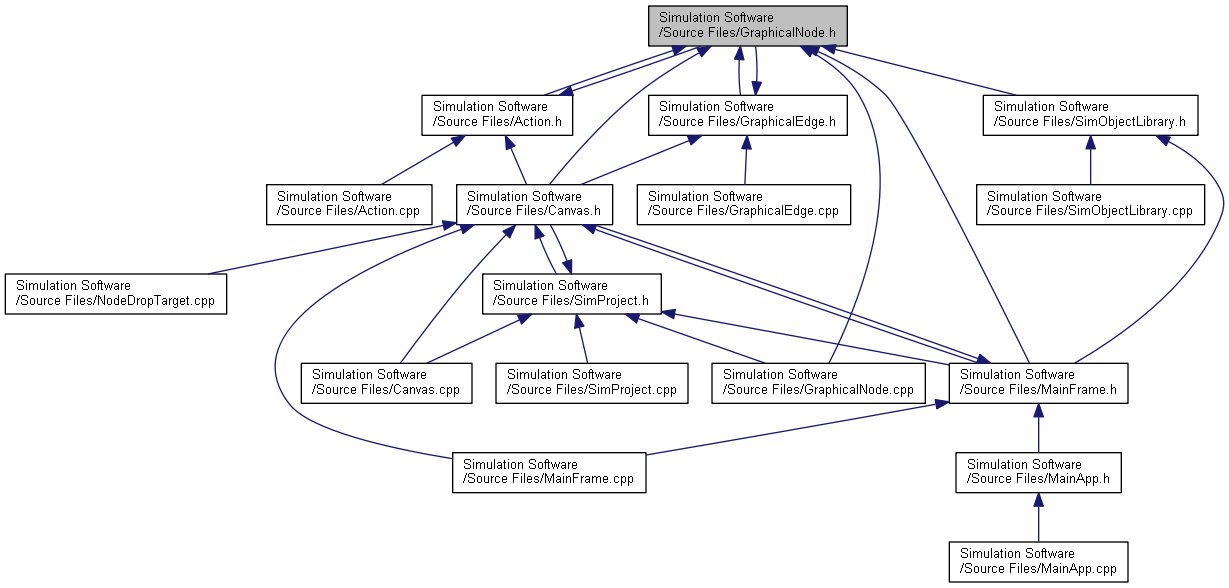 Simulation Software
/Source Files/GraphicalNode.h
Simulation Software
/Source Files/Action.h
Simulation Software
/Source Files/GraphicalEdge.h
Simulation Software
/Source Files/SimObjectLibrary.h
Simulation Software
/Source Files/Action.cpp
Simulation Software
/Source Files/Canvas.h
Simulation Software
/Source Files/GraphicalEdge.cpp
Simulation Software
/Source Files/SimObjectLibrary.cpp
Simulation Software
/Source Files/NodeDropTarget.cpp
Simulation Software
/Source Files/SimProject.h
Simulation Software
/Source Files/Canvas.cpp
Simulation Software
/Source Files/SimProject.cpp
Simulation Software
/Source Files/GraphicalNode.cpp
Simulation Software
/Source Files/MainFrame.h
Simulation Software
/Source Files/MainFrame.cpp
Simulation Software
/Source Files/MainApp.h
Simulation Software
/Source Files/MainApp.cpp